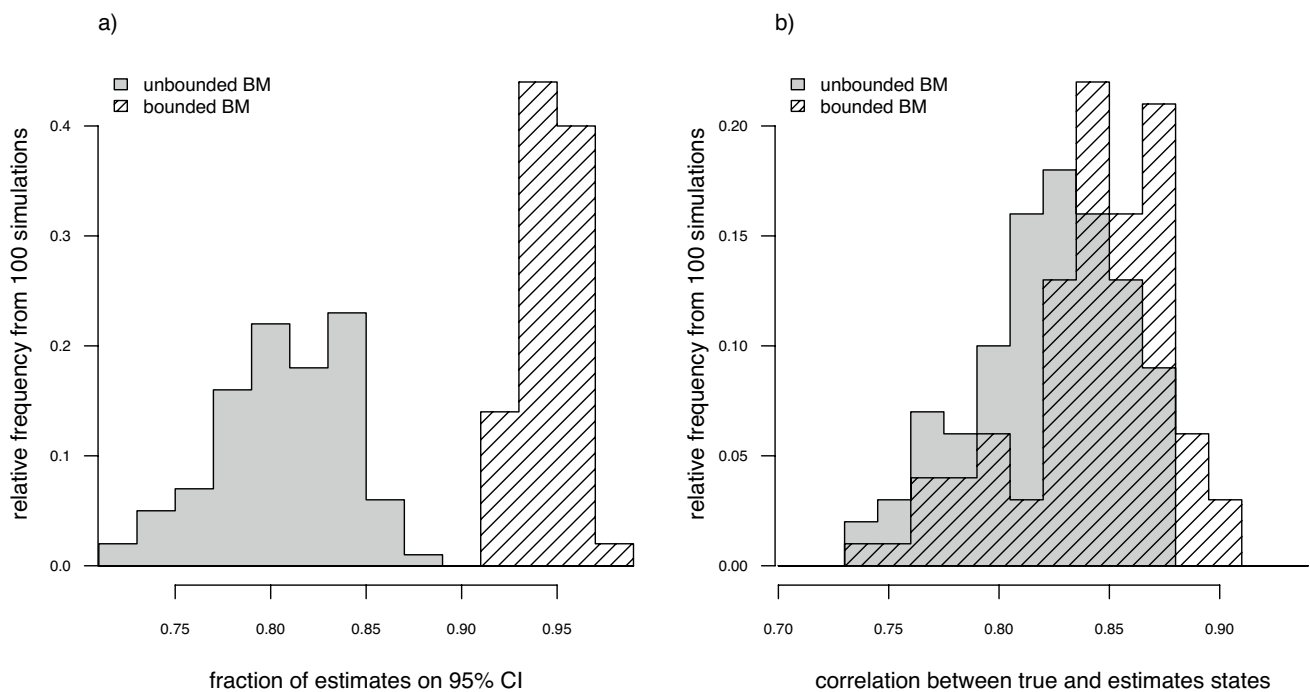 a)
unbounded BM
bounded BM
relative frequency from 100 simulations
0.4
0.3
0.2
0.1
0.0
0.75 0.80 0.85 0.90 0.95
fraction of estimates on 95% CI
b)
unbounded BM
bounded BM
relative frequency from 100 simulations
0.20
0.15
0.10
0.05
0.00
0.70 0.75 0.80 0.85 0.90
correlation between true and estimates states